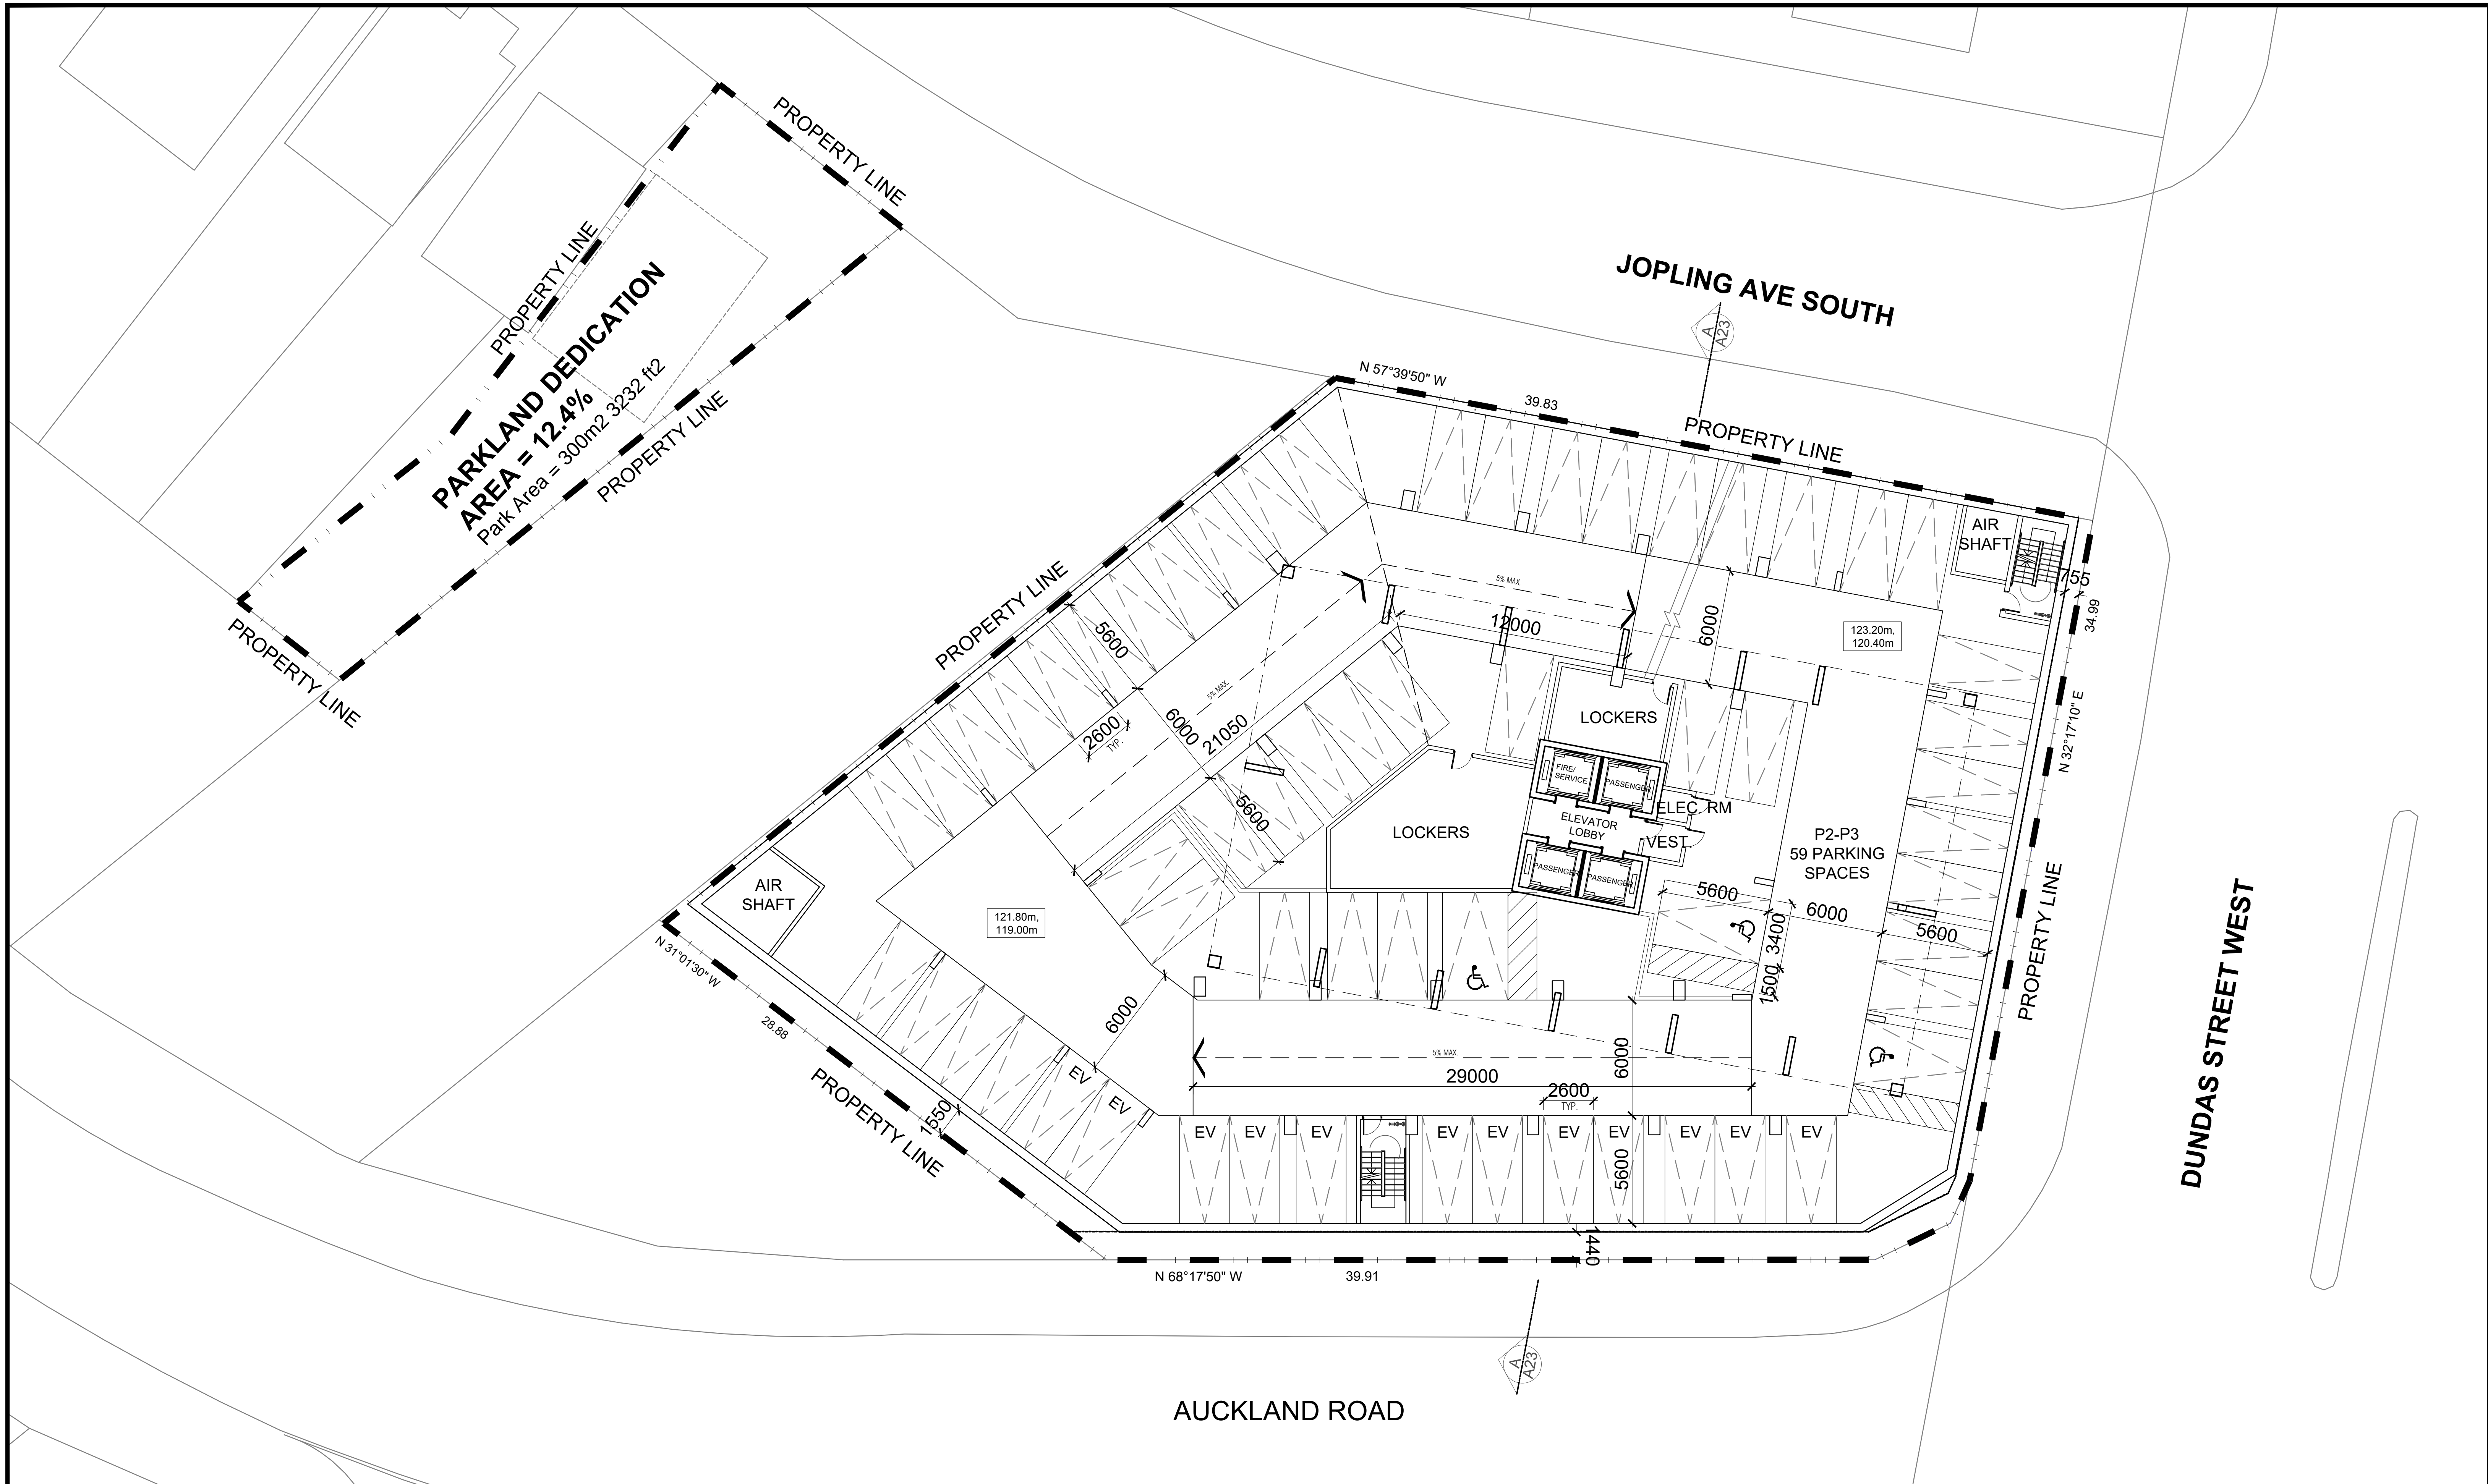 PROPERTY LINE
PROPERTY LINE
PARKLAND DEDICATION
AREA = 12.4%
Park Area = 300m2 3232 ft2
PROPERTY LINE
PROPERTY LINE
JOPLING AVE SOUTH
A
A23
N 57°39'50" W
39.83
PROPERTY LINE
AIR
SHAFT
755
34.99
N 32°17'10" E
PROPERTY LINE
5600
5% MAX.
12000
6000
123.20m,
120.40m
2600
TYP.
6000
21050
5% MAX.
5600
LOCKERS
FIRE/
SERVICE
PASSENGER
ELEC. RM
ELEVATOR
LOBBY
VEST.
PASSENGER
PASSENGER
LOCKERS
P2-P3
59 PARKING
SPACES
PROPERTY LINE
DUNDAS STREET WEST
AIR
SHAFT
121.80m,
119.00m
5600
6000
5600
3400
1500
N 31°01'30" W
28.88
PROPERTY LINE
6000
1550
EV
EV
5% MAX.
29000
6000
2600
TYP.
EV
EV
EV
EV
EV
EV
EV
EV
EV
EV
5600
1440
N 68°17'50" W
39.91
A
A23
AUCKLAND ROAD